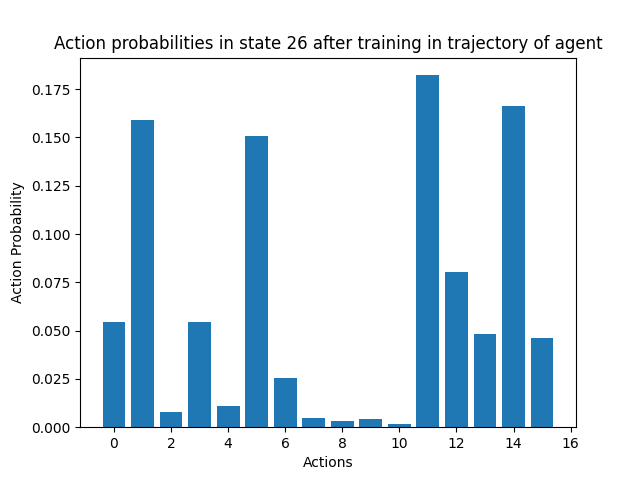 Action probabilities in state 26 after training in trajectory of agent
0.175
0.150
0.125
0.100
0.075
0.050
0.025
0.000
Action Probability
0 2 4 6 8 10 12 14 16
Actions